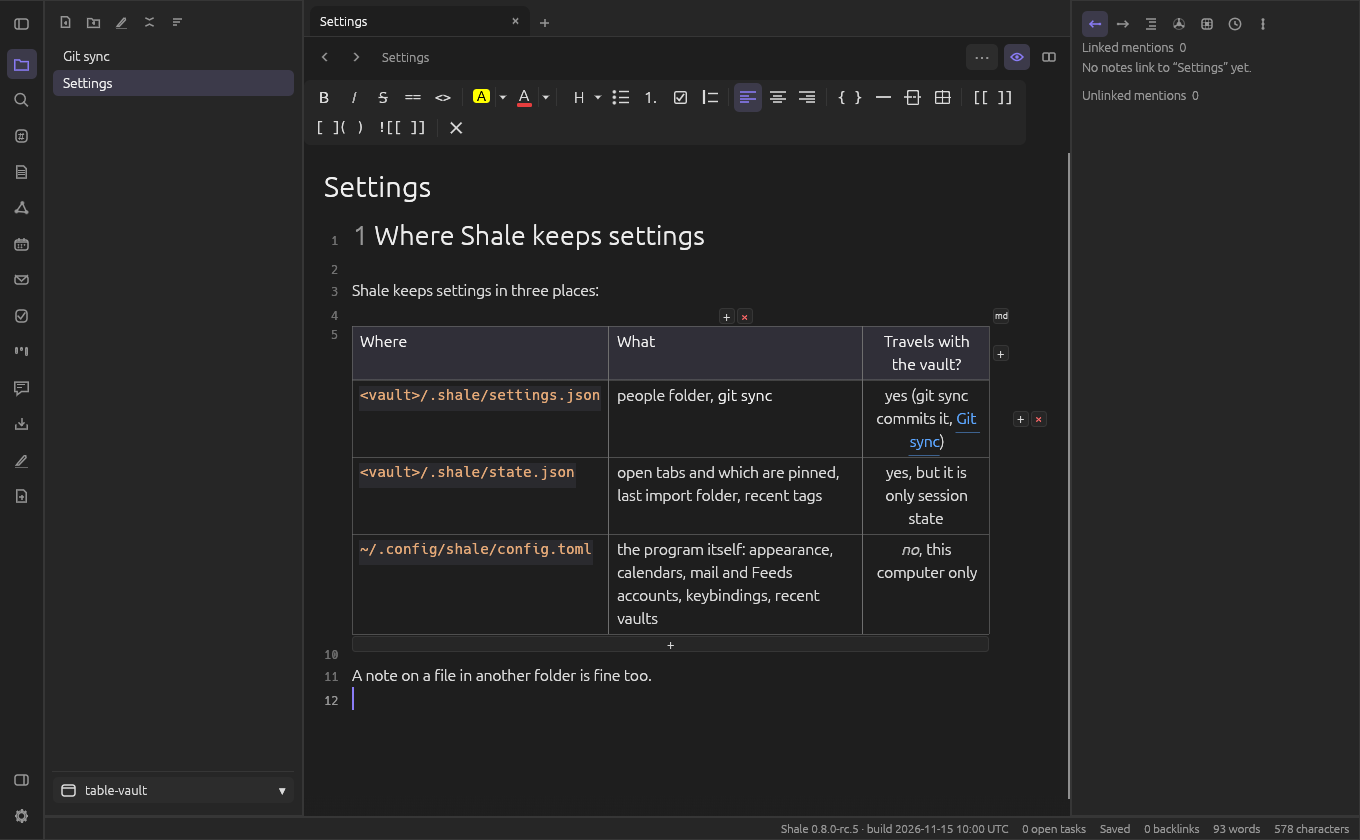 Git sync
Settings
table-vault
Settings
Settings
B I S == <> A A H 1. { } [[ ]]
[ ]( ) ![[ ]]
Settings
1 1 Where Shale keeps settings
2
3 Shale keeps settings in three places:
4
md
5
Where What Travels with the vault?
<vault>/.shale/settings.json people folder, git sync yes (git sync commits it, Git sync)
<vault>/.shale/state.json open tabs and which are pinned, last import folder, recent tags yes, but it is only session state
~/.config/shale/config.toml the program itself: appearance, calendars, mail and Feeds accounts, keybindings, recent vaults no, this computer only
10
11 A note on a file in another folder is fine too.
12
Linked mentions 0
No notes link to “Settings” yet.
Unlinked mentions 0
Shale 0.8.0-rc.5 · build 2026-11-15 10:00 UTC 0 open tasks Saved 0 backlinks 93 words 578 characters